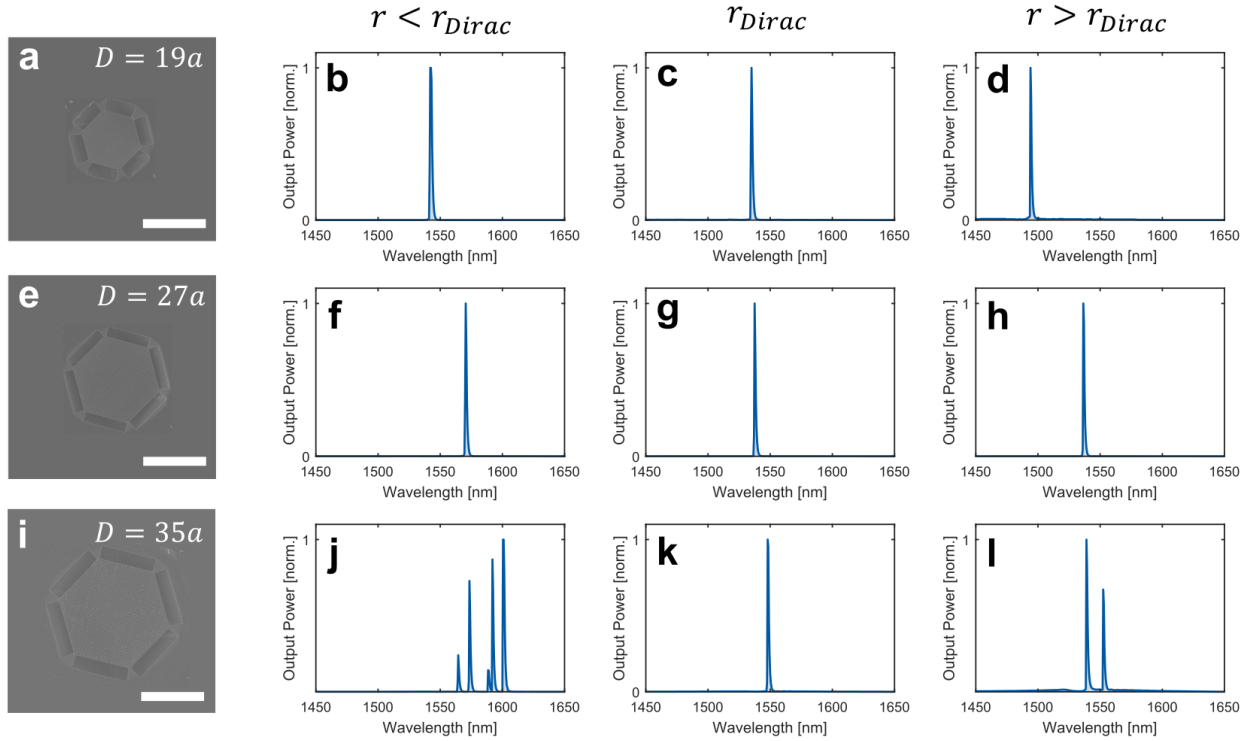 r < r_Dirac
r_Dirac
r > r_Dirac
a D = 19a
b
Output Power [norm.]
1
0
1450 1500 1550 1600 1650
Wavelength [nm]
c
Output Power [norm.]
1
0
1450 1500 1550 1600 1650
Wavelength [nm]
d
Output Power [norm.]
1
0
1450 1500 1550 1600 1650
Wavelength [nm]
e D = 27a
f
Output Power [norm.]
1
0
1450 1500 1550 1600 1650
Wavelength [nm]
g
Output Power [norm.]
1
0
1450 1500 1550 1600 1650
Wavelength [nm]
h
Output Power [norm.]
1
0
1450 1500 1550 1600 1650
Wavelength [nm]
i D = 35a
j
Output Power [norm.]
1
0
1450 1500 1550 1600 1650
Wavelength [nm]
k
Output Power [norm.]
1
0
1450 1500 1550 1600 1650
Wavelength [nm]
l
Output Power [norm.]
1
0
1450 1500 1550 1600 1650
Wavelength [nm]